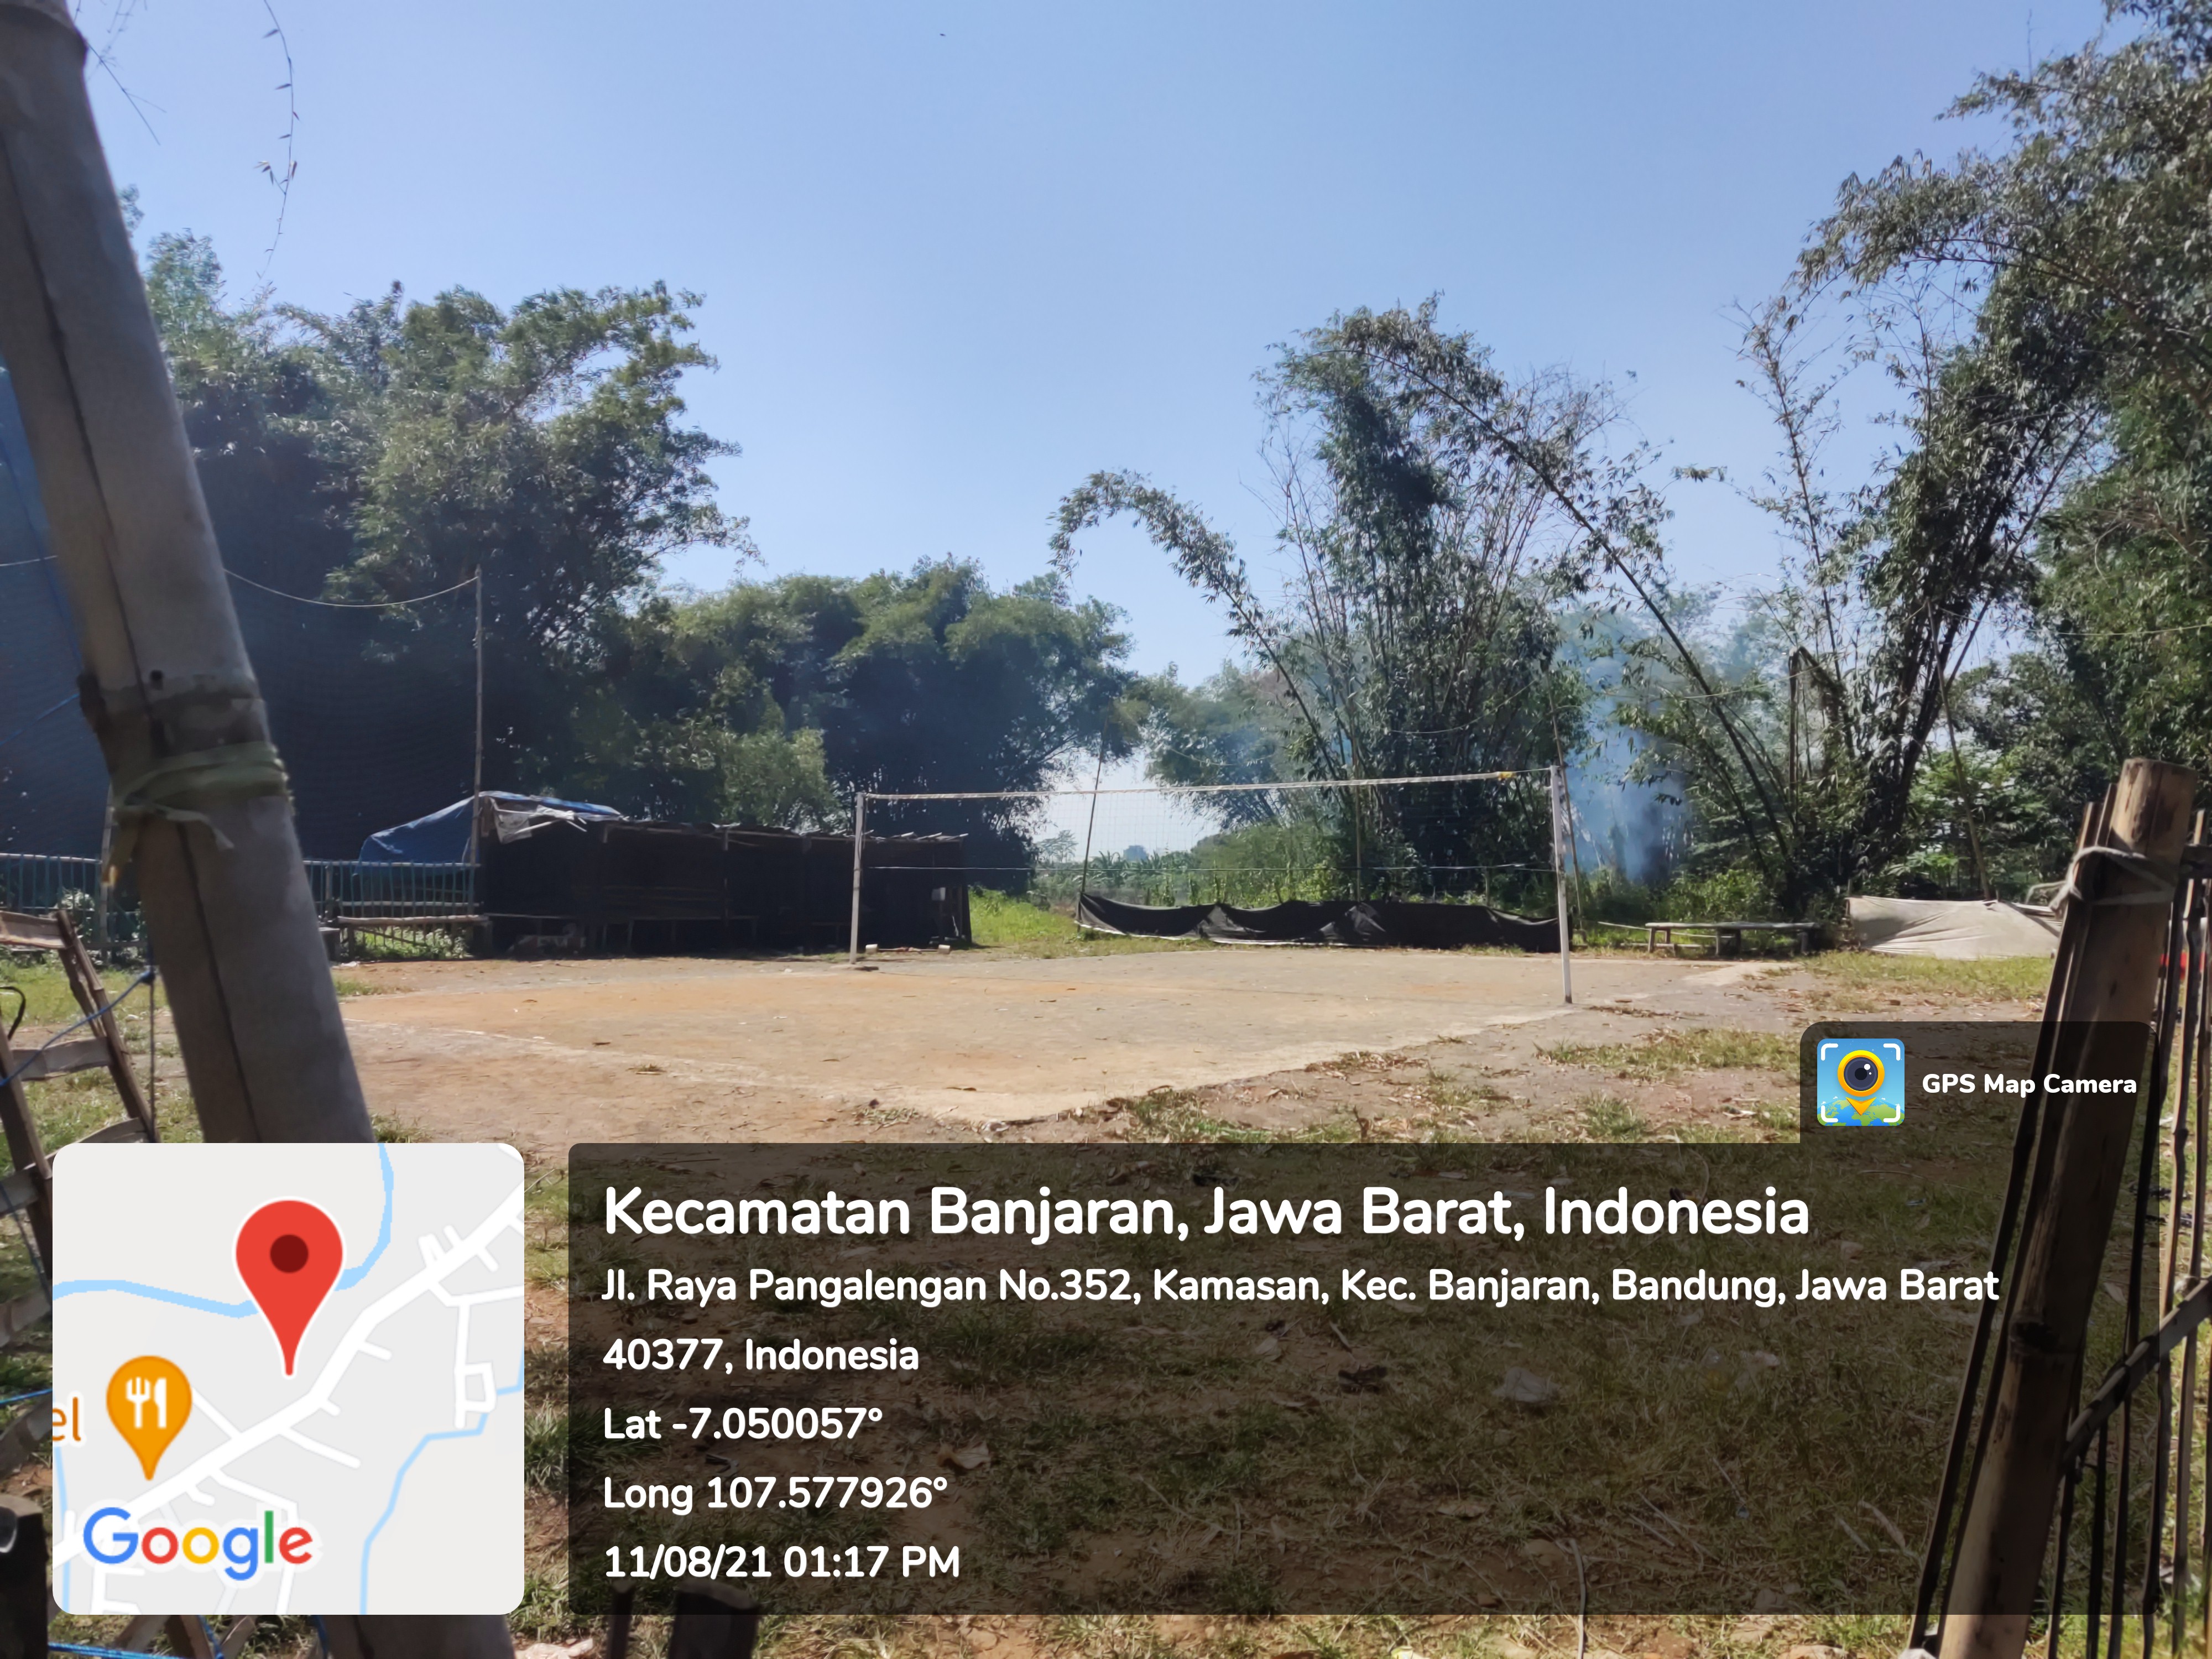 GPS Map Camera
Kecamatan Banjaran, Jawa Barat, Indonesia
Jl. Raya Pangalengan No.352, Kamasan, Kec. Banjaran, Bandung, Jawa Barat
40377, Indonesia
Lat -7.050057°
Long 107.577926°
11/08/21 01:17 PM
el
Google